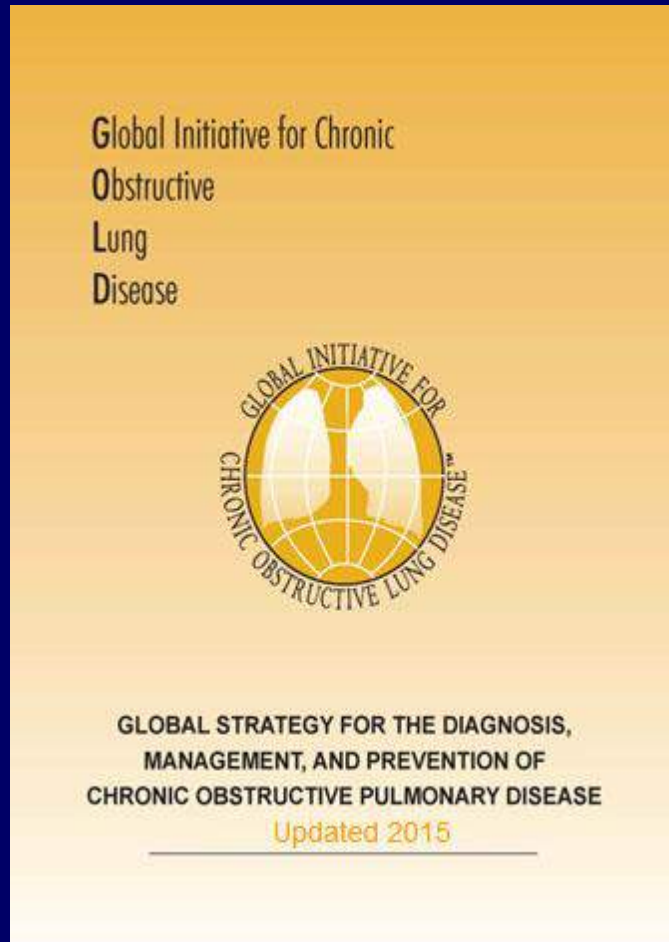 Global Initiative for Chronic
Obstructive
Lung
Disease
GLOBAL INITIATIVE FOR
CHRONIC OBSTRUCTIVE LUNG DISEASE™
GLOBAL STRATEGY FOR THE DIAGNOSIS,
MANAGEMENT, AND PREVENTION OF
CHRONIC OBSTRUCTIVE PULMONARY DISEASE
Updated 2015